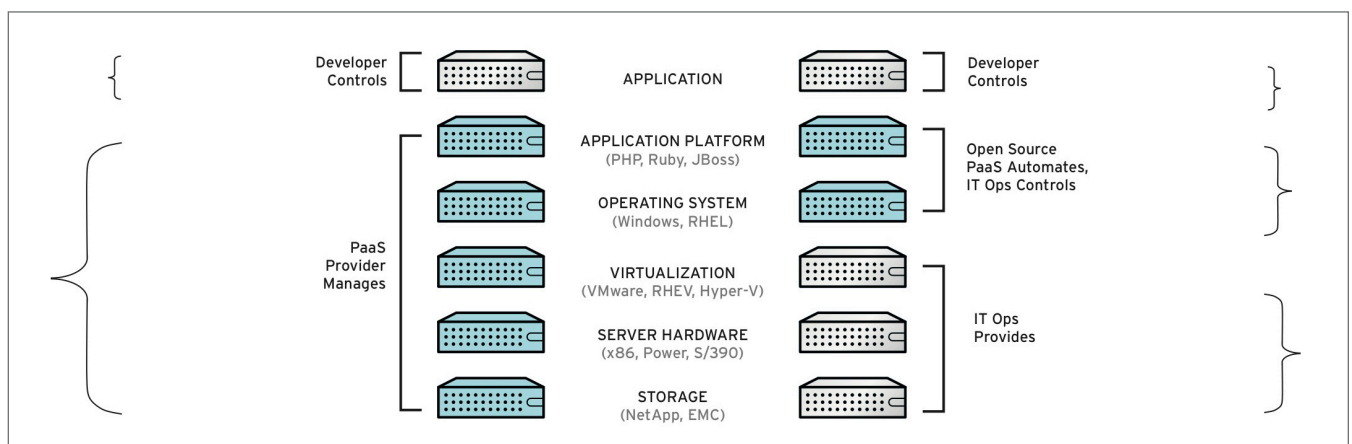 Developer
Controls
APPLICATION
Developer
Controls
APPLICATION PLATFORM
(PHP, Ruby, JBoss)
Open Source
PaaS Automates,
IT Ops Controls
OPERATING SYSTEM
(Windows, RHEL)
PaaS
Provider
Manages
VIRTUALIZATION
(VMware, RHEV, Hyper-V)
SERVER HARDWARE
(x86, Power, S/390)
IT Ops
Provides
STORAGE
(NetApp, EMC)